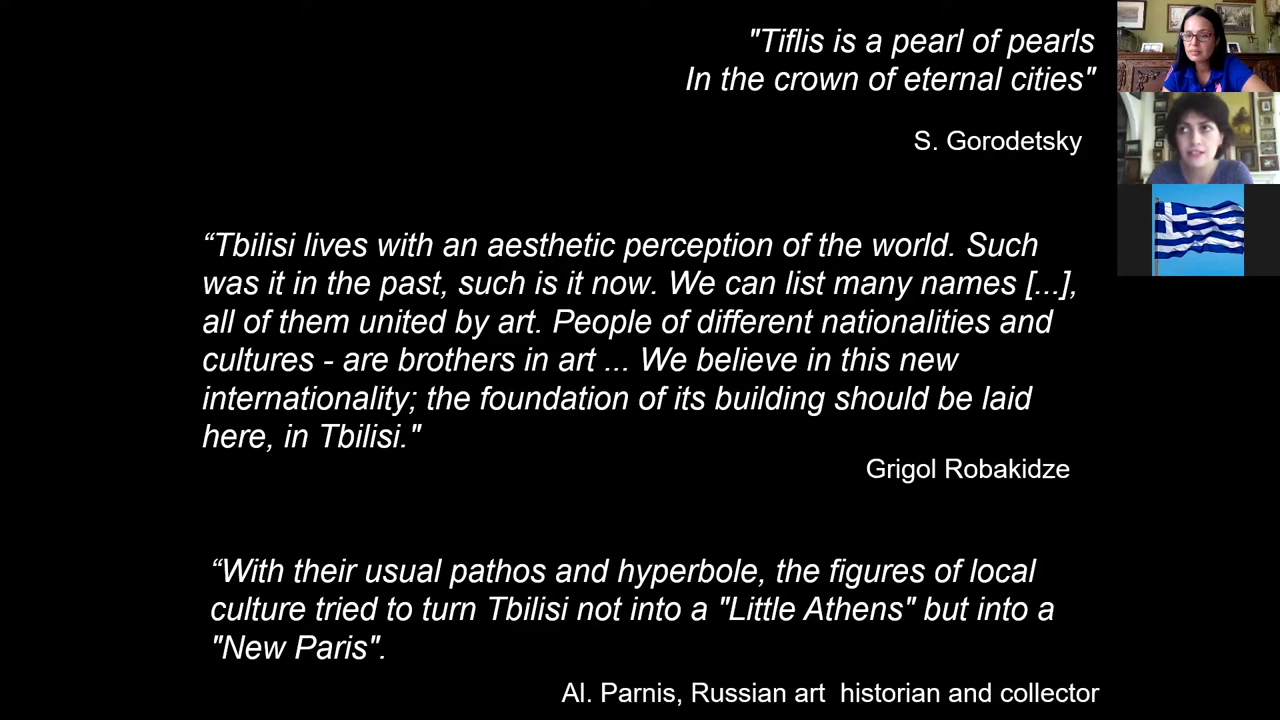 "Tiflis is a pearl of pearls
In the crown of eternal cities"
S. Gorodetsky
“Tbilisi lives with an aesthetic perception of the world. Such
was it in the past, such is it now. We can list many names [...],
all of them united by art. People of different nationalities and
cultures - are brothers in art ... We believe in this new
internationality; the foundation of its building should be laid
here, in Tbilisi."
Grigol Robakidze
“With their usual pathos and hyperbole, the figures of local
culture tried to turn Tbilisi not into a "Little Athens" but into a
"New Paris".
Al. Parnis, Russian art  historian and collector